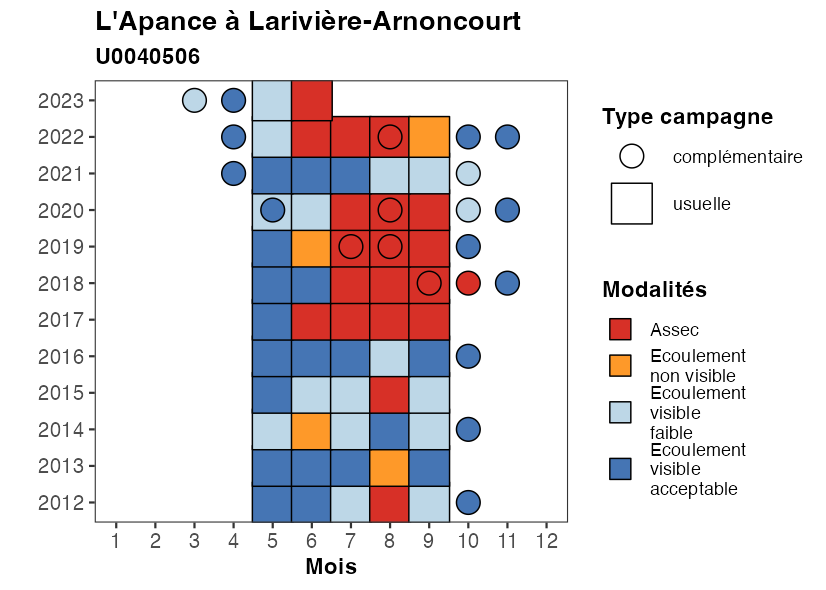 L'Apance à Larivière-Arnoncourt
U0040506
2023
2022
2021
2020
2019
2018
2017
2016
2015
2014
2013
2012
1 2 3 4 5 6 7 8 9 10 11 12
Mois
Type campagne
complémentaire
usuelle
Modalités
Assec
Ecoulement
non visible
Ecoulement
visible
faible
Ecoulement
visible
acceptable